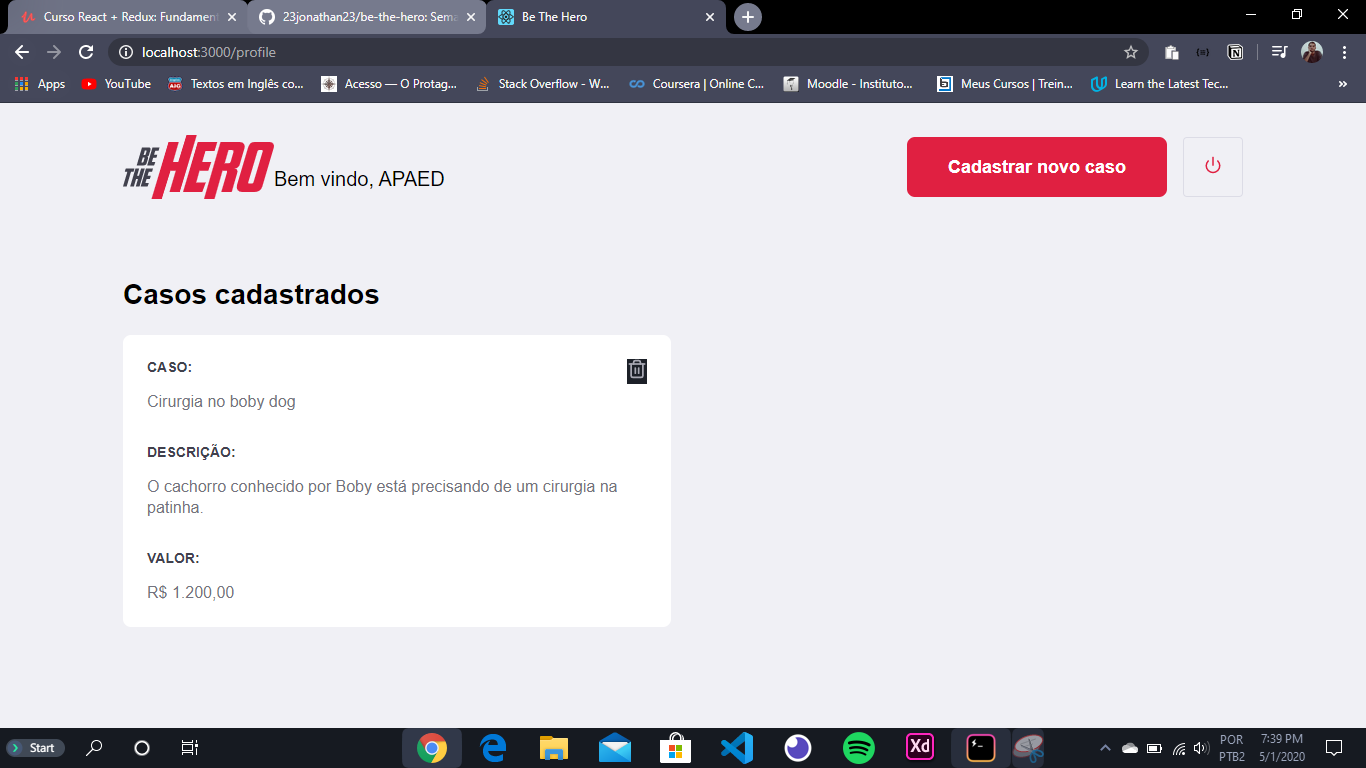 Curso React + Redux: Fundament
23jonathan23/be-the-hero: Sema
Be The Hero
localhost:3000/profile
Apps
YouTube
Textos em Inglês co...
Acesso — O Protag...
Stack Overflow - W...
Coursera | Online C...
Moodle - Instituto...
Meus Cursos | Trein...
Learn the Latest Tec...
»
BE THE HERO
Bem vindo, APAED
Cadastrar novo caso
Casos cadastrados
CASO:
Cirurgia no boby dog
DESCRIÇÃO:
O cachorro conhecido por Boby está precisando de um cirurgia na
patinha.
VALOR:
R$ 1.200,00
Start
Xd
POR
PTB2
7:39 PM
5/1/2020